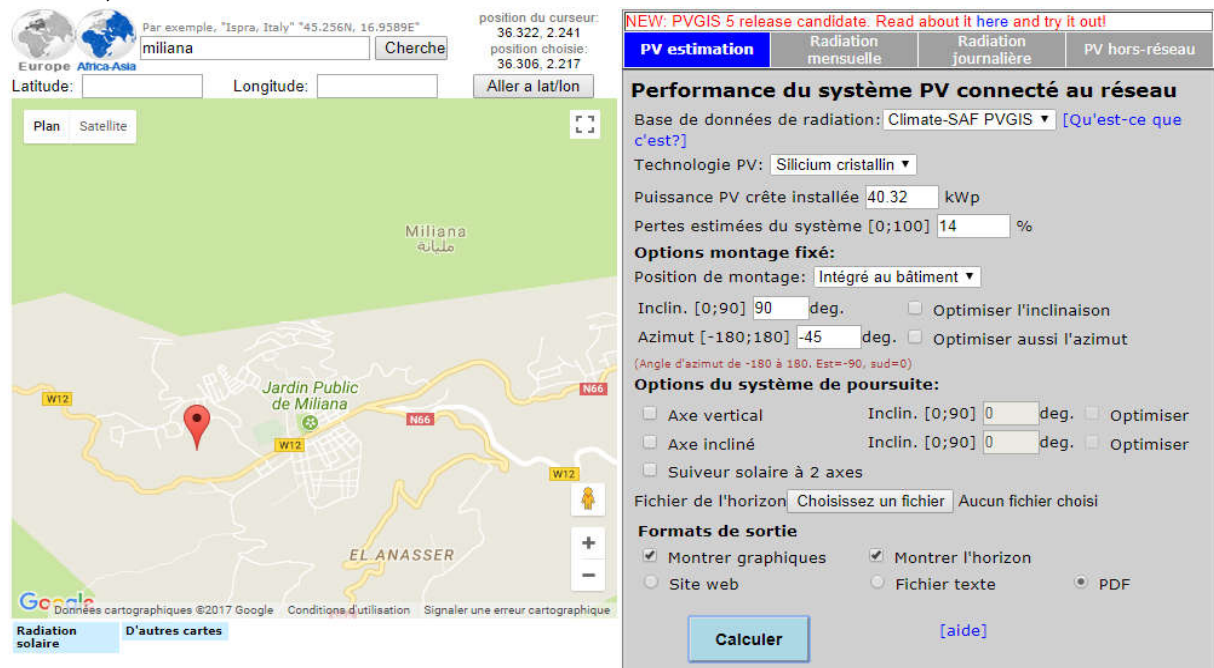 Par exemple, "Ispra, Italy" "45.256N, 16.9589E"
miliana
Cherche
position du curseur:
36.322, 2.241
position choisie:
36.306, 2.217
Europe
Africa-Asia
Latitude:
Longitude:
Aller a lat/lon
Plan Satellite
Miliana
مليانة
Jardin Public
de Miliana
N66
W12
N66
W12
W12
EL ANASSER
+
−
Google
Données cartographiques ©2017 Google Conditions d'utilisation Signaler une erreur cartographique
Radiation
solaire
D'autres cartes
NEW: PVGIS 5 release candidate. Read about it here and try it out!
PV estimation
Radiation
mensuelle
Radiation
journalière
PV hors-réseau
Performance du système PV connecté au réseau
Base de données de radiation: Climate-SAF PVGIS [Qu'est-ce que
c'est?]
Technologie PV: Silicium cristallin
Puissance PV crête installée 40.32 kWp
Pertes estimées du système [0;100] 14 %
Options montage fixé:
Position de montage: Intégré au bâtiment
Inclin. [0;90] 90 deg. Optimiser l'inclinaison
Azimut [-180;180] -45 deg. Optimiser aussi l'azimut
(Angle d'azimut de -180 à 180. Est=-90, sud=0)
Options du système de poursuite:
Axe vertical Inclin. [0;90] 0 deg. Optimiser
Axe incliné Inclin. [0;90] 0 deg. Optimiser
Suiveur solaire à 2 axes
Fichier de l'horizon Choisissez un fichier Aucun fichier choisi
Formats de sortie
Montrer graphiques Montrer l'horizon
Site web Fichier texte PDF
Calculer
[aide]